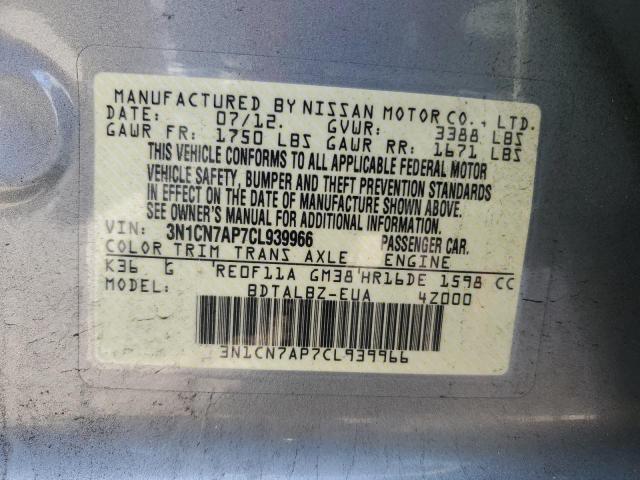 MANUFACTURED BY NISSAN MOTOR CO., LTD.
DATE: 07/12. GVWR: 3388 LBS
GAWR FR: 1750 LBS GAWR RR: 1671 LBS
THIS VEHICLE CONFORMS TO ALL APPLICABLE FEDERAL MOTOR
VEHICLE SAFETY, BUMPER AND THEFT PREVENTION STANDARDS
IN EFFECT ON THE DATE OF MANUFACTURE SHOWN ABOVE.
SEE OWNER'S MANUAL FOR ADDITIONAL INFORMATION.
VIN: 3N1CN7AP7CL939966 PASSENGER CAR.
COLOR TRIM TRANS AXLE ENGINE
K36 G RE0F11A GM38 HR16DE 1598 CC
MODEL: BDTALBZ-EUA 4Z000
3N1CN7AP7CL939966